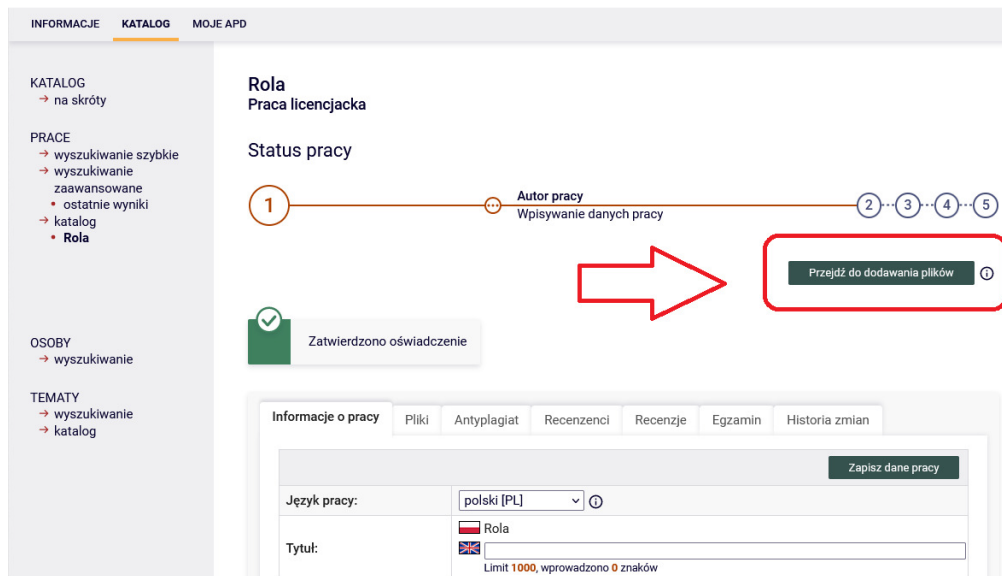 INFORMACJE KATALOG MOJE APD
KATALOG
na skróty
PRACE
wyszukiwanie szybkie
wyszukiwanie
zaawansowane
ostatnie wyniki
katalog
Rola
OSOBY
wyszukiwanie
TEMATY
wyszukiwanie
katalog
Rola
Praca licencjacka
Status pracy
1
Autor pracy
Wpisywanie danych pracy
2 3 4 5
Przejdź do dodawania plików
Zatwierdzono oświadczenie
Informacje o pracy Pliki Antyplagiat Recenzenci Recenzje Egzamin Historia zmian
Zapisz dane pracy
Język pracy: polski [PL]
Rola
Tytuł:
Limit 1000, wprowadzono 0 znaków